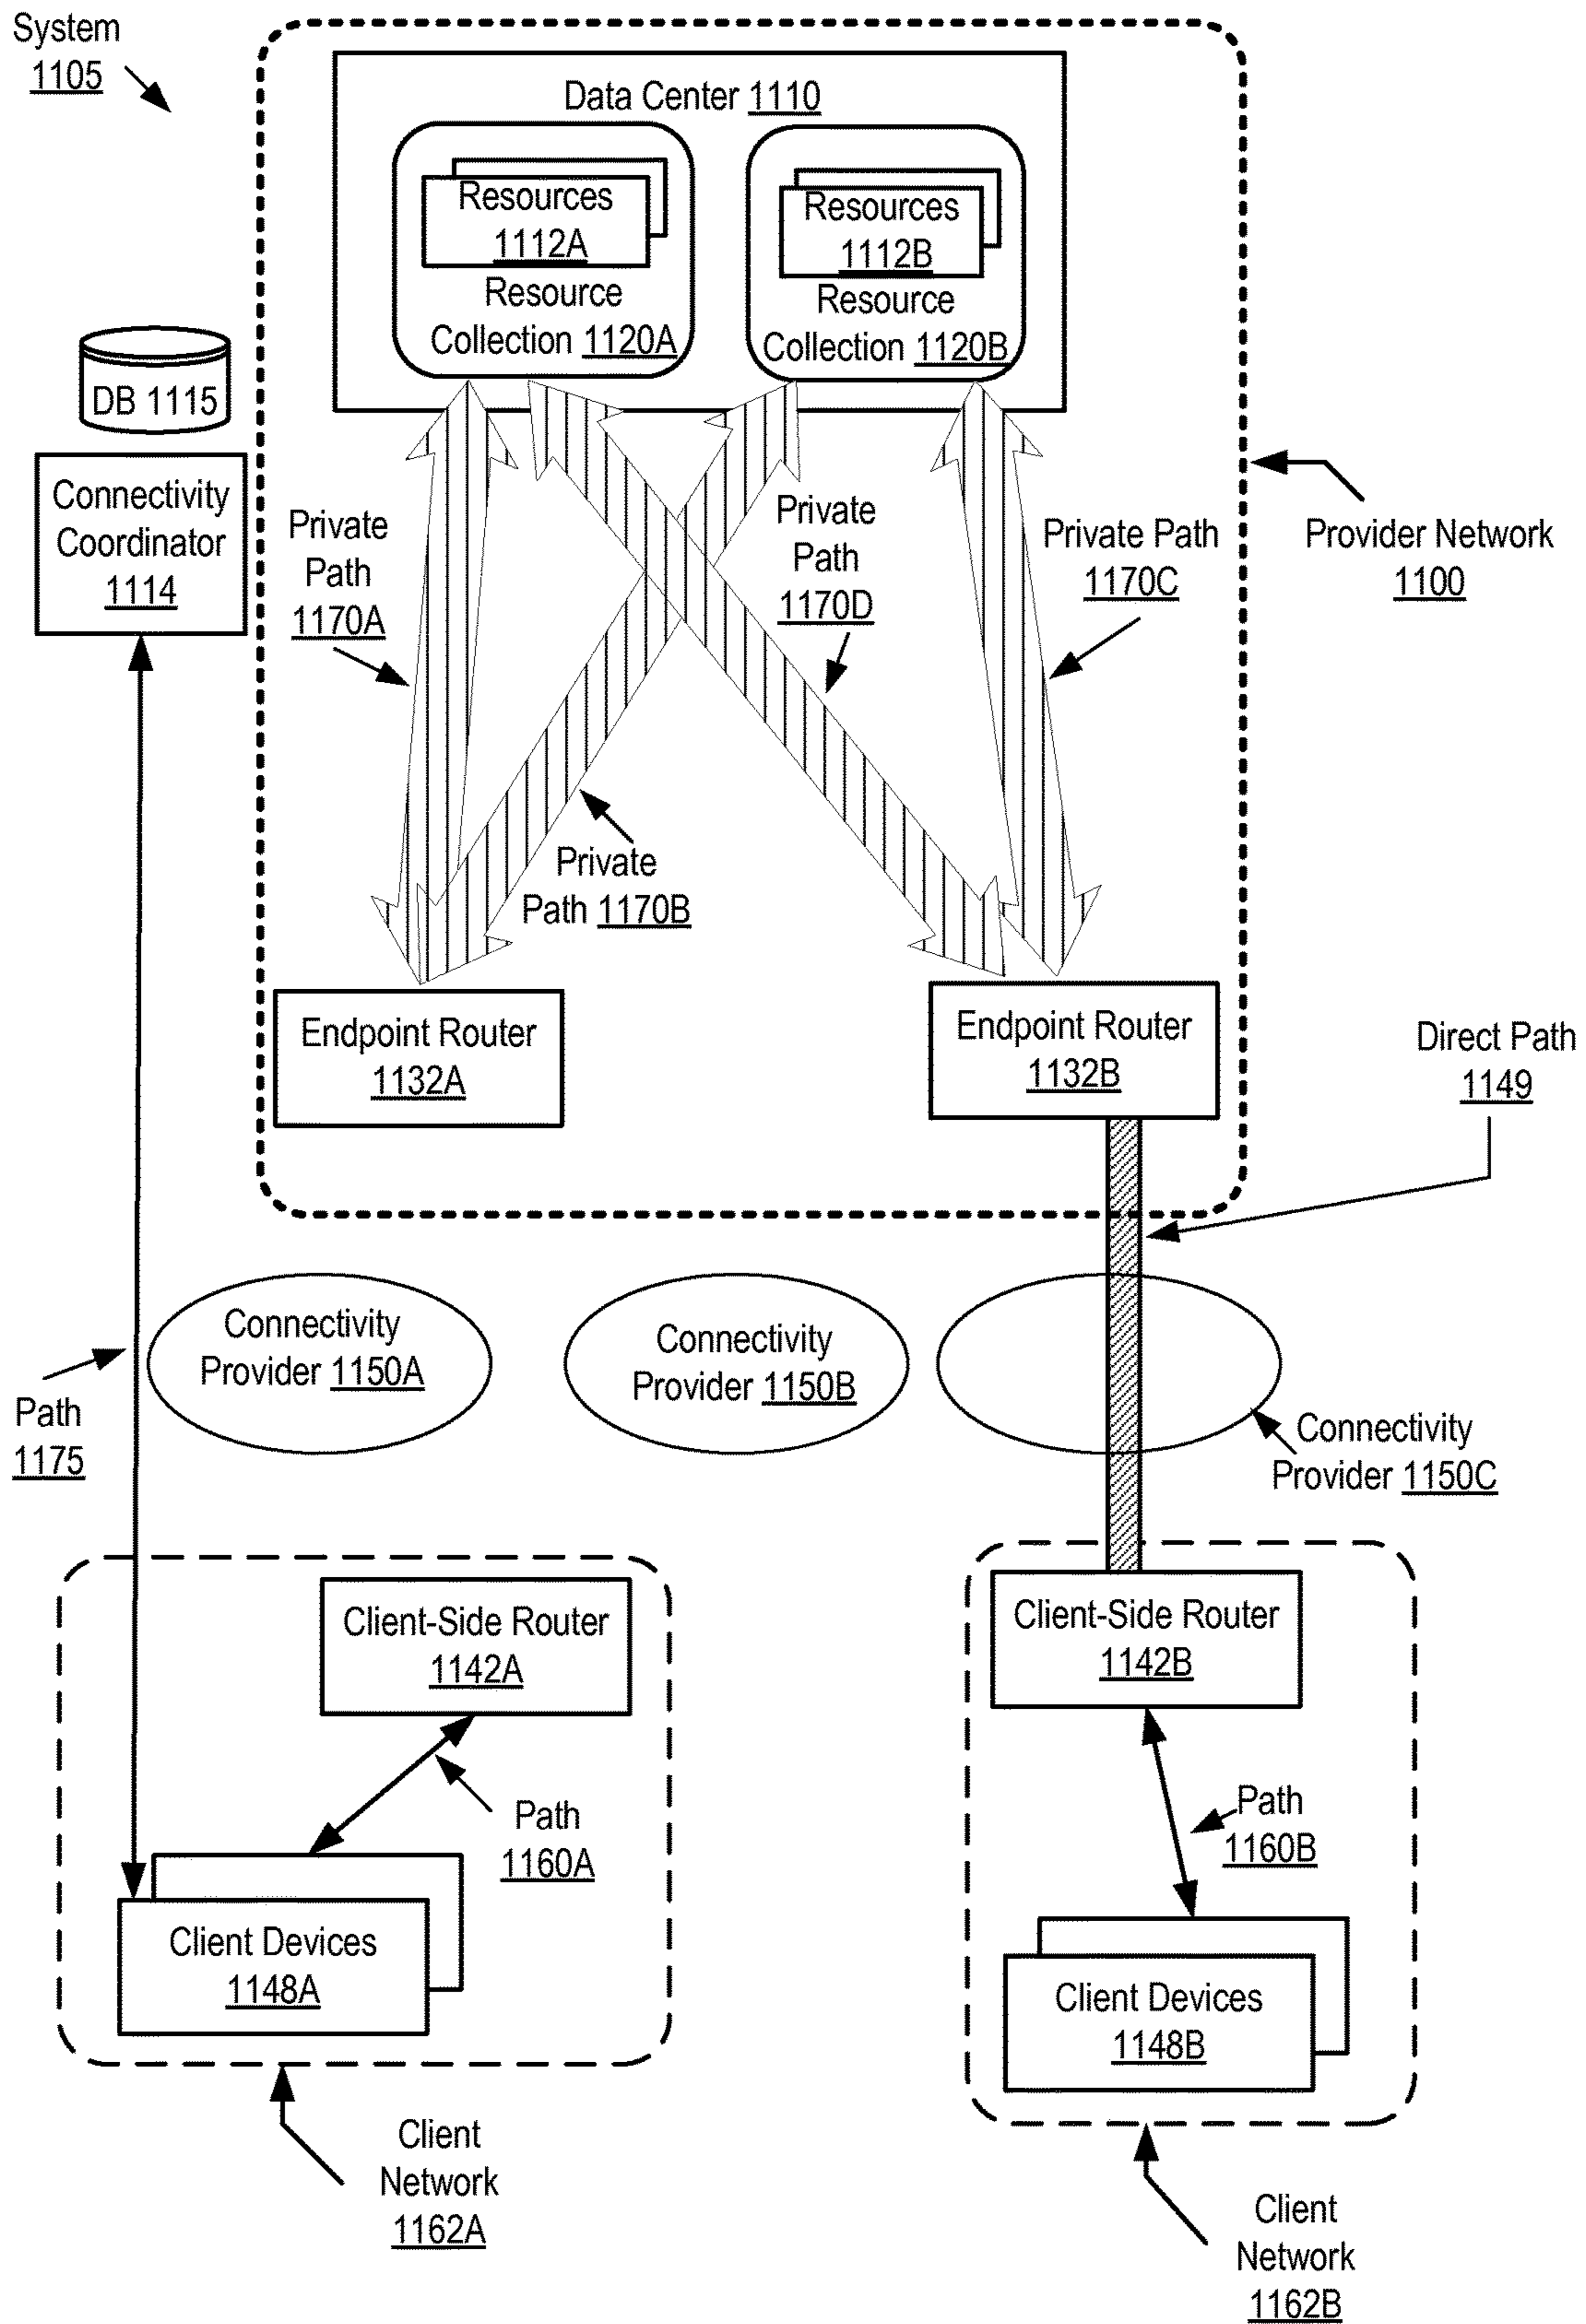 System
1105
Data Center 1110
Resources
1112A
Resource
Collection 1120A
Resources
1112B
Resource
Collection 1120B
DB 1115
Connectivity
Coordinator
1114
Private
Path
1170A
Private
Path
1170D
Private Path
1170C
Provider Network
1100
Private
Path 1170B
Endpoint Router
1132A
Endpoint Router
1132B
Direct Path
1149
Connectivity
Provider 1150A
Connectivity
Provider 1150B
Connectivity
Provider 1150C
Path
1175
Client-Side Router
1142A
Client-Side Router
1142B
Path
1160A
Path
1160B
Client Devices
1148A
Client Devices
1148B
Client
Network
1162A
Client
Network
1162B